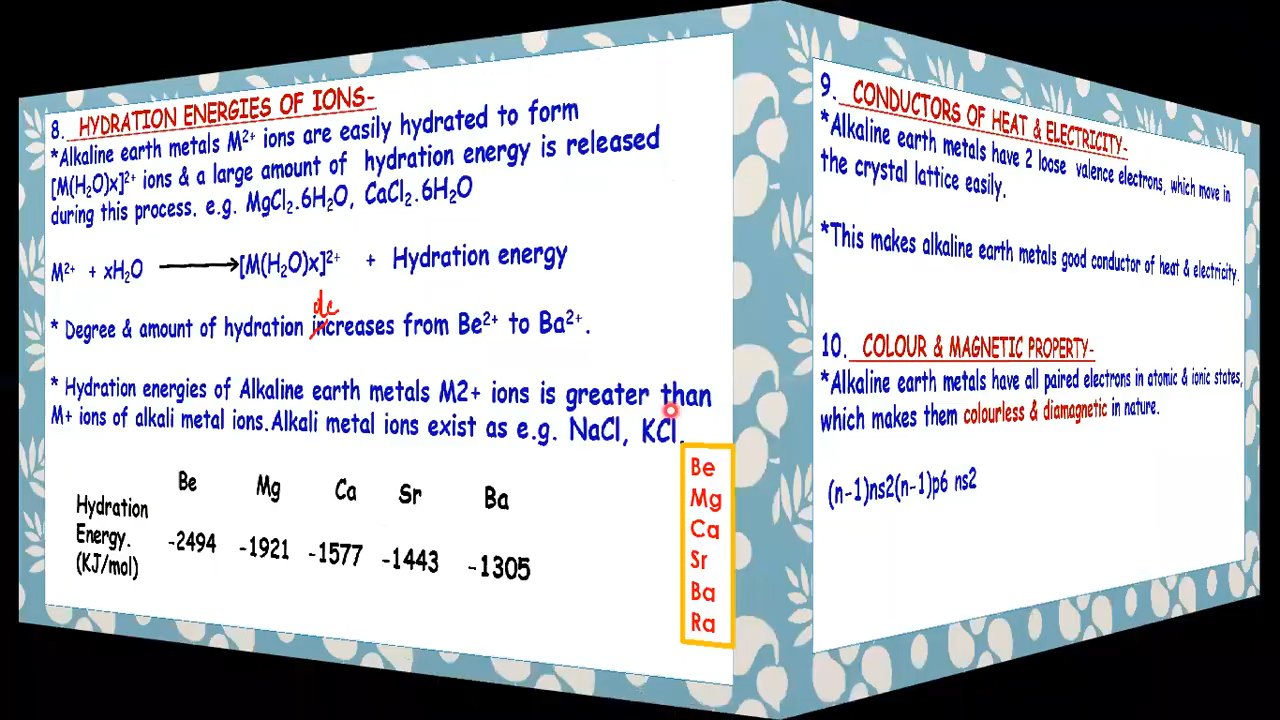 8. HYDRATION ENERGIES OF IONS-
*Alkaline earth metals M²⁺ ions are easily hydrated to form
[M(H₂O)x]²⁺ ions & a large amount of hydration energy is released
during this process. e.g. MgCl₂.6H₂O, CaCl₂.6H₂O
M²⁺ + xH₂O ⟶ [M(H₂O)x]²⁺ + Hydration energy
de
* Degree & amount of hydration increases from Be²⁺ to Ba²⁺.
* Hydration energies of Alkaline earth metals M2+ ions is greater than
M+ ions of alkali metal ions.Alkali metal ions exist as e.g. NaCl, KCl.
Be Mg Ca Sr Ba
Hydration
Energy. -2494 -1921 -1577 -1443 -1305
(KJ/mol)
Be
Mg
Ca
Sr
Ba
Ra
9. CONDUCTORS OF HEAT & ELECTRICITY-
*Alkaline earth metals have 2 loose valence electrons, which move in
the crystal lattice easily.
*This makes alkaline earth metals good conductor of heat & electricity.
10. COLOUR & MAGNETIC PROPERTY-
*Alkaline earth metals have all paired electrons in atomic & ionic states,
which makes them colourless & diamagnetic in nature.
(n-1)ns2(n-1)p6 ns2